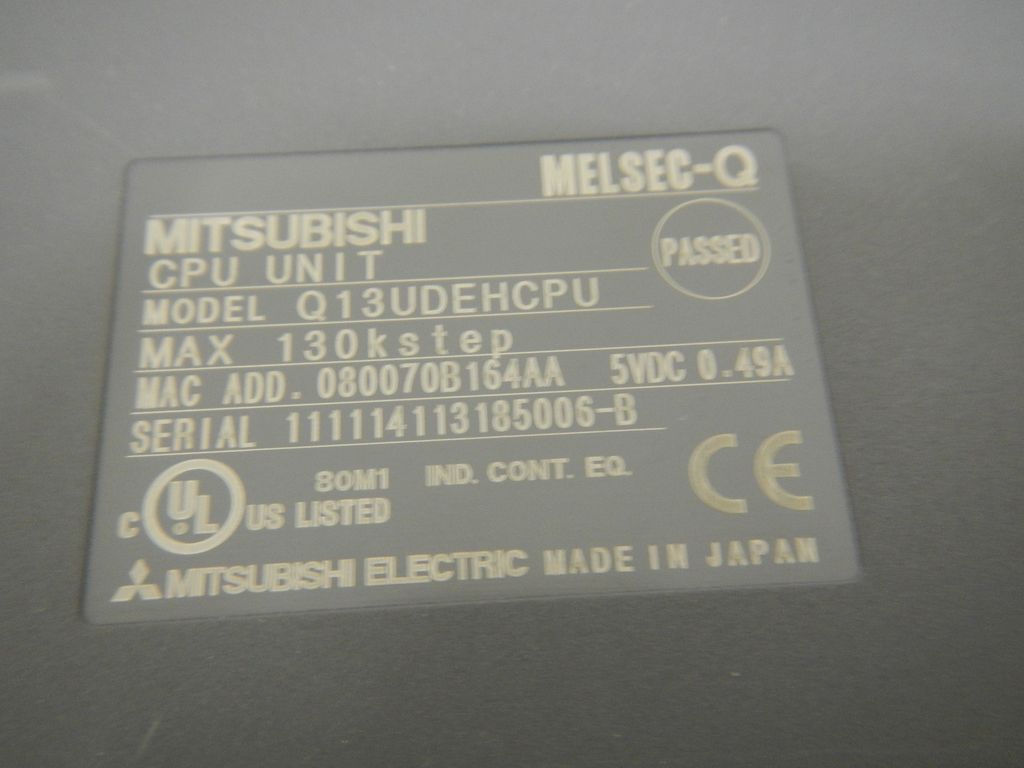 MELSEC-Q
MITSUBISHI
PASSED
CPU UNIT
MODEL Q13UDEHCPU
MAX 130kstep
MAC ADD. 080070B164AA 5VDC 0.49A
SERIAL 111114113185006-B
80M1 IND. CONT. EQ.
C UL US LISTED
CE
MITSUBISHI ELECTRIC MADE IN JAPAN